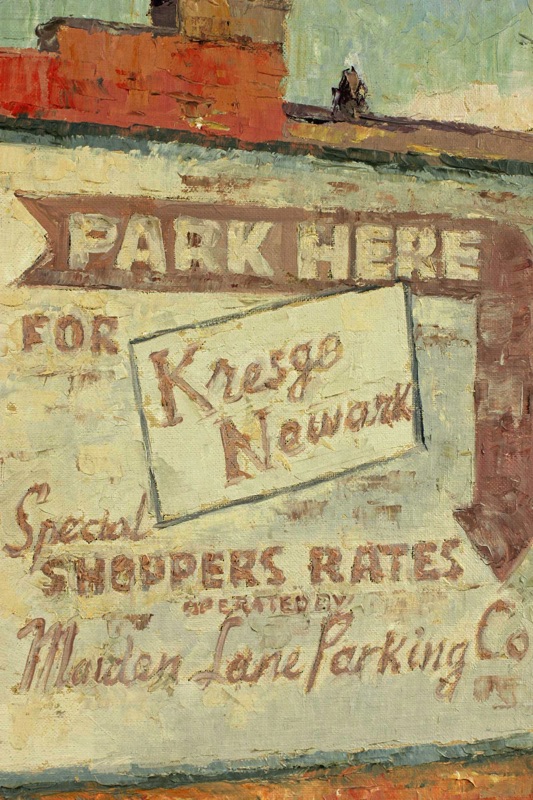 PARK HERE
FOR
Kresge
Newark
Special
SHOPPERS RATES
OPERATED BY
Maiden Lane Parking Co